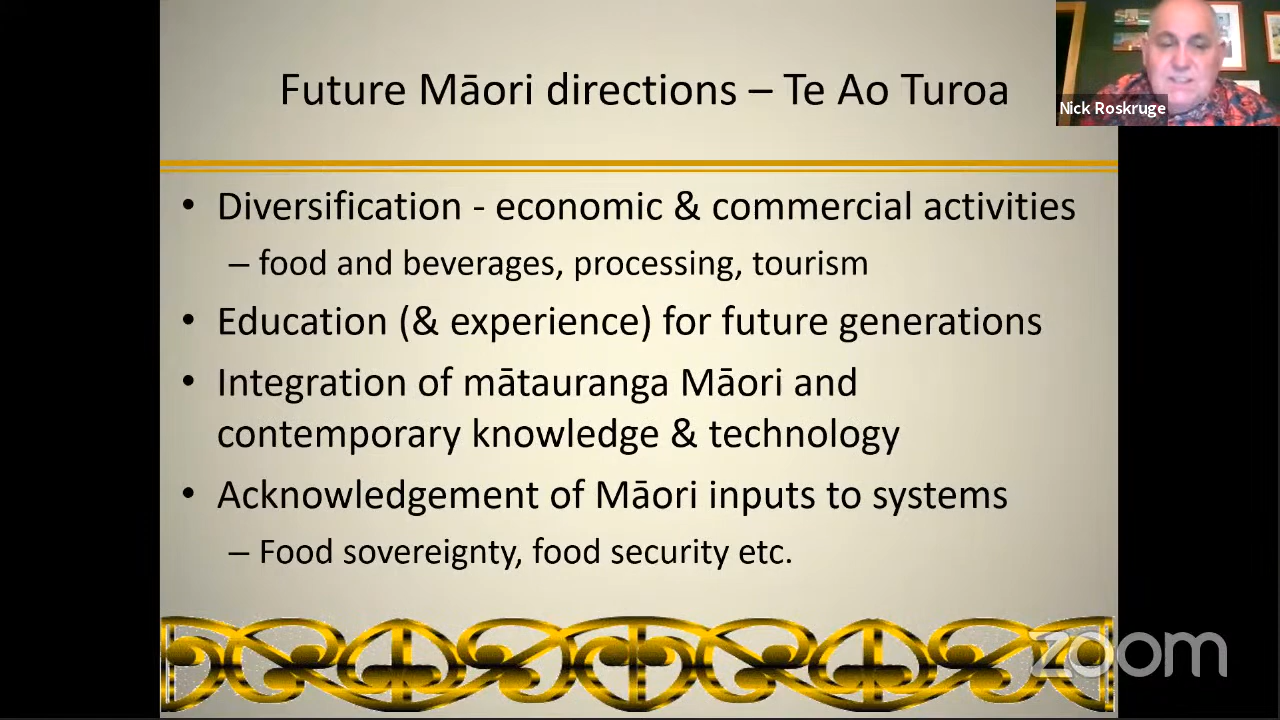 Future Māori directions – Te Ao Turoa
Nick Roskruge
• Diversification - economic & commercial activities
– food and beverages, processing, tourism
• Education (& experience) for future generations
• Integration of mātauranga Māori and
contemporary knowledge & technology
• Acknowledgement of Māori inputs to systems
– Food sovereignty, food security etc.
zoom